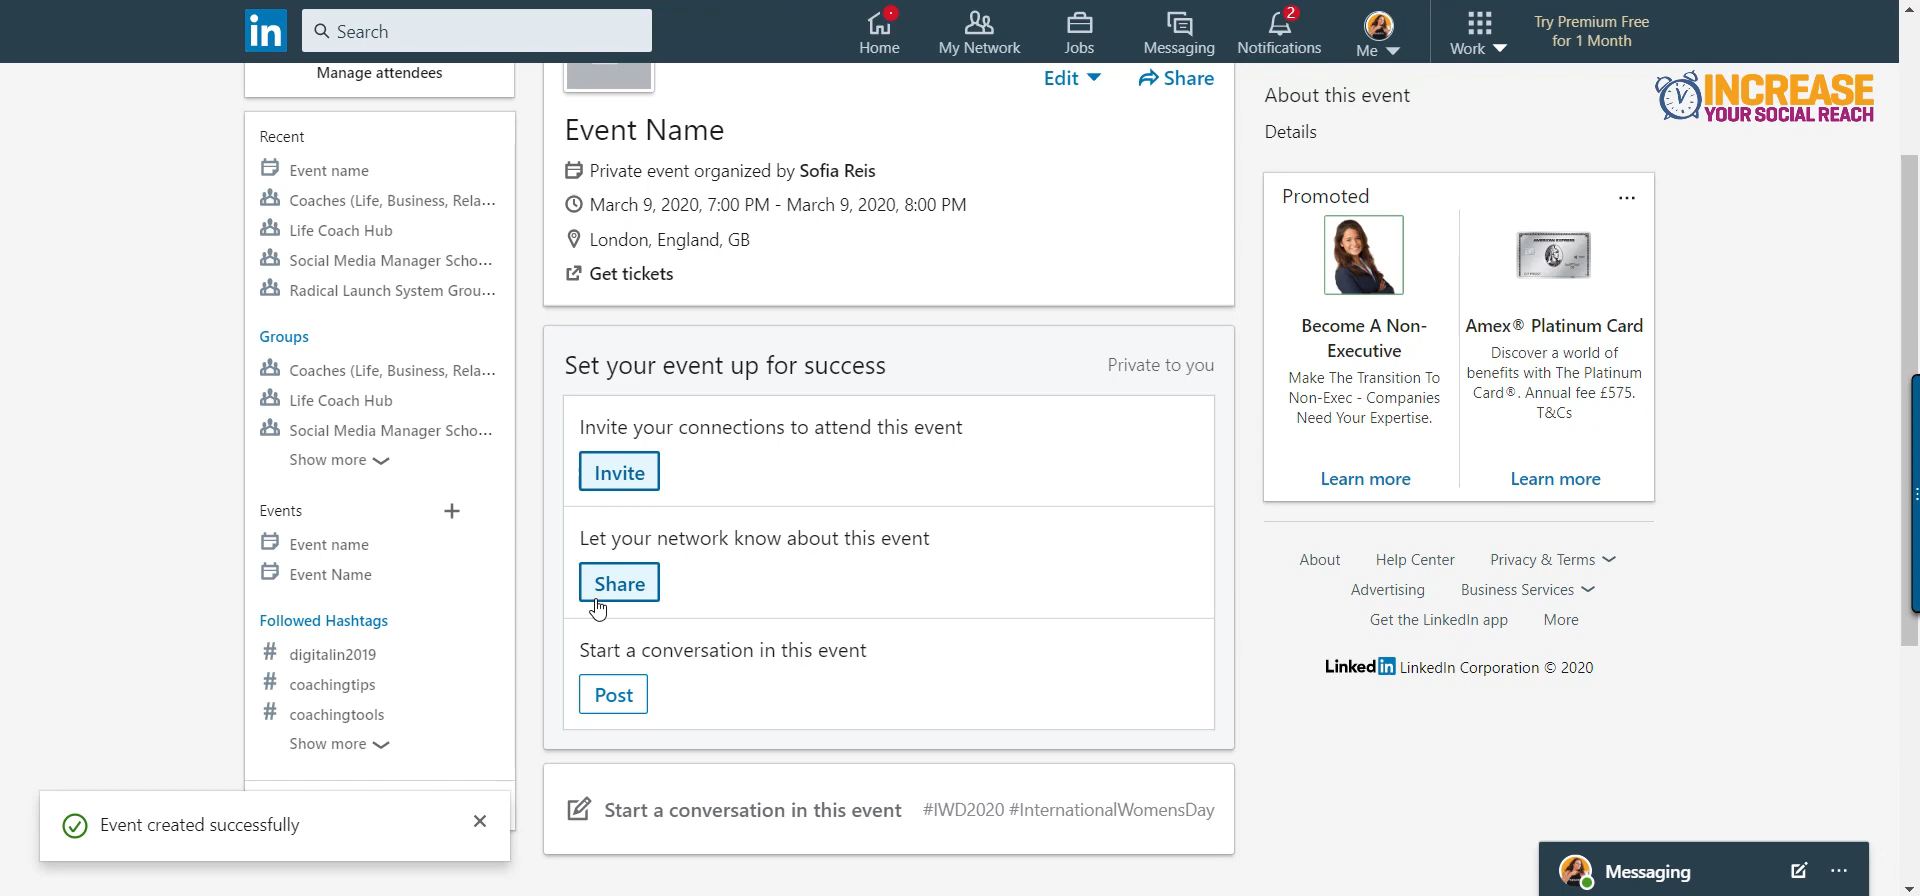 in
Search
Home
My Network
Jobs
Messaging
2
Notifications
Me
Work
Try Premium Free
for 1 Month
Manage attendees
Recent
Event name
Coaches (Life, Business, Rela...
Life Coach Hub
Social Media Manager Scho...
Radical Launch System Grou...
Groups
Coaches (Life, Business, Rela...
Life Coach Hub
Social Media Manager Scho...
Show more
Events +
Event name
Event Name
Followed Hashtags
# digitalin2019
# coachingtips
# coachingtools
Show more
Event created successfully
Edit
Share
Event Name
Private event organized by Sofia Reis
March 9, 2020, 7:00 PM - March 9, 2020, 8:00 PM
London, England, GB
Get tickets
Set your event up for success
Private to you
Invite your connections to attend this event
Invite
Let your network know about this event
Share
Start a conversation in this event
Post
Start a conversation in this event #IWD2020 #InternationalWomensDay
About this event
Details
INCREASE
YOUR SOCIAL REACH
Promoted
Become A Non-
Executive
Make The Transition To
Non-Exec - Companies
Need Your Expertise.
Learn more
AMERICAN EXPRESS
Amex® Platinum Card
Discover a world of
benefits with The Platinum
Card®. Annual fee £575.
T&Cs
Learn more
About Help Center Privacy & Terms
Advertising Business Services
Get the LinkedIn app More
Linked in LinkedIn Corporation © 2020
Messaging